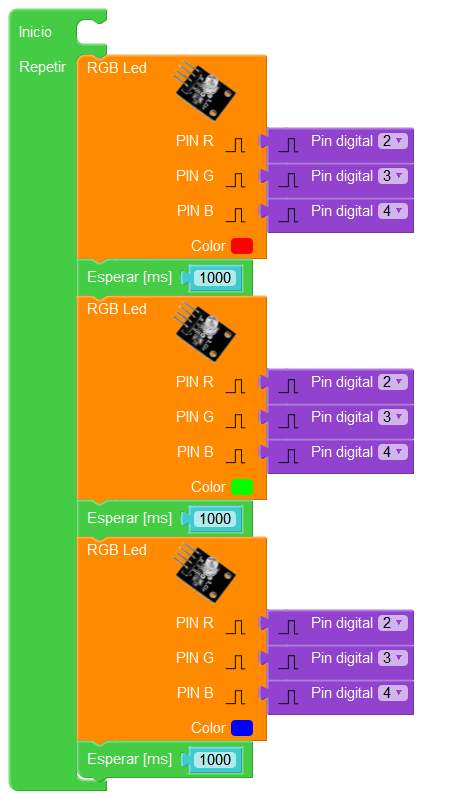 Inicio
Repetir
RGB Led
PIN R Pin digital 2
PIN G Pin digital 3
PIN B Pin digital 4
Color
Esperar [ms] 1000
RGB Led
PIN R Pin digital 2
PIN G Pin digital 3
PIN B Pin digital 4
Color
Esperar [ms] 1000
RGB Led
PIN R Pin digital 2
PIN G Pin digital 3
PIN B Pin digital 4
Color
Esperar [ms] 1000